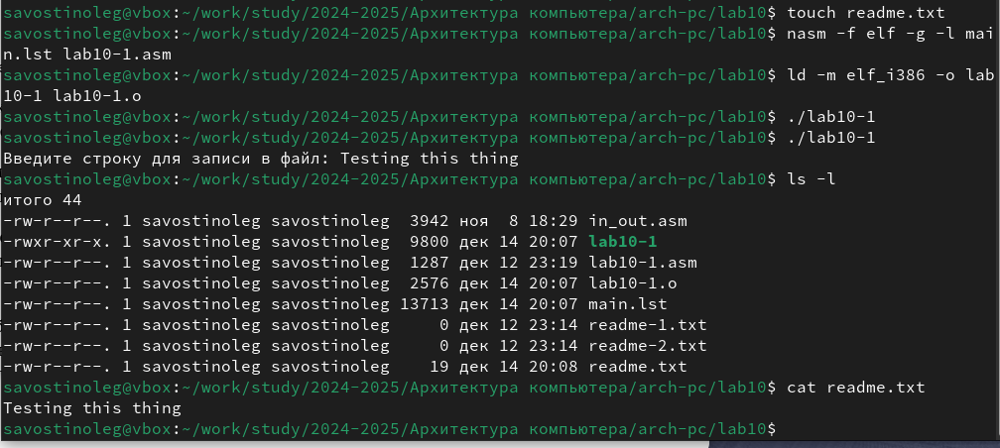 savostinoleg@vbox:~/work/study/2024-2025/Архитектура компьютера/arch-pc/lab10$ touch readme.txt
savostinoleg@vbox:~/work/study/2024-2025/Архитектура компьютера/arch-pc/lab10$ nasm -f elf -g -l mai
n.lst lab10-1.asm
savostinoleg@vbox:~/work/study/2024-2025/Архитектура компьютера/arch-pc/lab10$ ld -m elf_i386 -o lab
10-1 lab10-1.o
savostinoleg@vbox:~/work/study/2024-2025/Архитектура компьютера/arch-pc/lab10$ ./lab10-1
savostinoleg@vbox:~/work/study/2024-2025/Архитектура компьютера/arch-pc/lab10$ ./lab10-1
Введите строку для записи в файл: Testing this thing
savostinoleg@vbox:~/work/study/2024-2025/Архитектура компьютера/arch-pc/lab10$ ls -l
итого 44
-rw-r--r--. 1 savostinoleg savostinoleg  3942 ноя  8 18:29 in_out.asm
-rwxr-xr-x. 1 savostinoleg savostinoleg  9800 дек 14 20:07 lab10-1
-rw-r--r--. 1 savostinoleg savostinoleg  1287 дек 12 23:19 lab10-1.asm
-rw-r--r--. 1 savostinoleg savostinoleg  2576 дек 14 20:07 lab10-1.o
-rw-r--r--. 1 savostinoleg savostinoleg 13713 дек 14 20:07 main.lst
-rw-r--r--. 1 savostinoleg savostinoleg     0 дек 12 23:14 readme-1.txt
-rw-r--r--. 1 savostinoleg savostinoleg     0 дек 12 23:14 readme-2.txt
-rw-r--r--. 1 savostinoleg savostinoleg    19 дек 14 20:08 readme.txt
savostinoleg@vbox:~/work/study/2024-2025/Архитектура компьютера/arch-pc/lab10$ cat readme.txt
Testing this thing
savostinoleg@vbox:~/work/study/2024-2025/Архитектура компьютера/arch-pc/lab10$